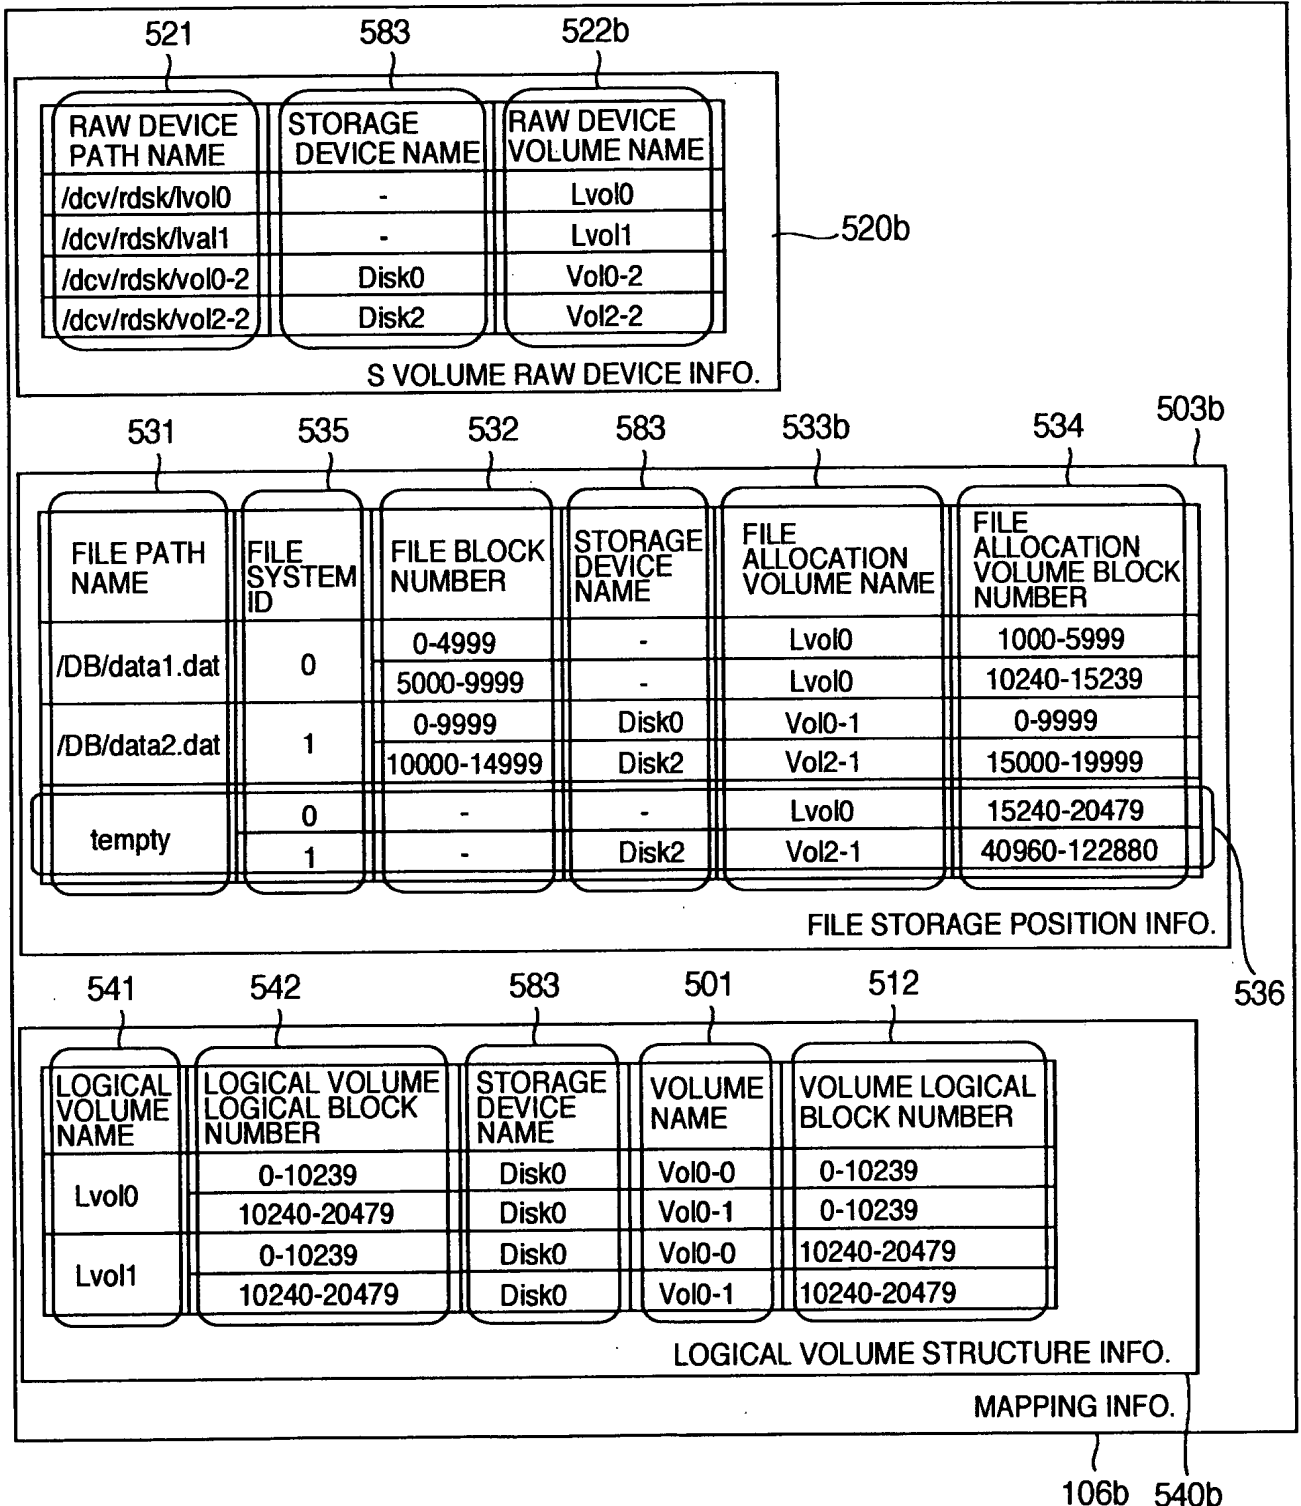 521 583 522b
RAW DEVICE STORAGE RAW DEVICE
PATH NAME DEVICE NAME VOLUME NAME
/dcv/rdsk/lvol0 - Lvol0
/dcv/rdsk/lval1 - Lvol1
/dcv/rdsk/vol0-2 Disk0 Vol0-2
/dcv/rdsk/vol2-2 Disk2 Vol2-2
520b
S VOLUME RAW DEVICE INFO.
503b
531 535 532 583 533b 534
FILE PATH
NAME
FILE
SYSTEM
ID
FILE BLOCK
NUMBER
STORAGE
DEVICE
NAME
FILE
ALLOCATION
VOLUME NAME
FILE
ALLOCATION
VOLUME BLOCK
NUMBER
/DB/data1.dat 0 0-4999 - Lvol0 1000-5999
5000-9999 - Lvol0 10240-15239
/DB/data2.dat 1 0-9999 Disk0 Vol0-1 0-9999
10000-14999 Disk2 Vol2-1 15000-19999
tempty 0 - - Lvol0 15240-20479
1 - Disk2 Vol2-1 40960-122880
FILE STORAGE POSITION INFO.
536
541 542 583 501 512
LOGICAL
VOLUME
NAME
LOGICAL VOLUME
LOGICAL BLOCK
NUMBER
STORAGE
DEVICE
NAME
VOLUME
NAME
VOLUME LOGICAL
BLOCK NUMBER
Lvol0 0-10239 Disk0 Vol0-0 0-10239
10240-20479 Disk0 Vol0-1 0-10239
Lvol1 0-10239 Disk0 Vol0-0 10240-20479
10240-20479 Disk0 Vol0-1 10240-20479
LOGICAL VOLUME STRUCTURE INFO.
MAPPING INFO.
106b 540b